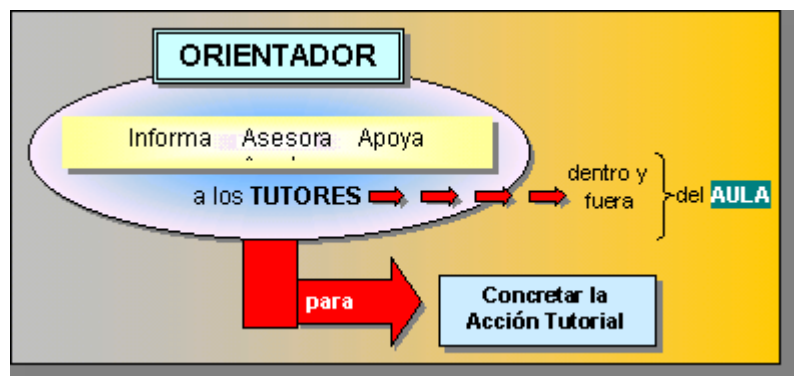 ORIENTADOR
Informa Asesora Apoya
a los TUTORES
dentro y
fuera
del AULA
para
Concretar la
Acción Tutorial